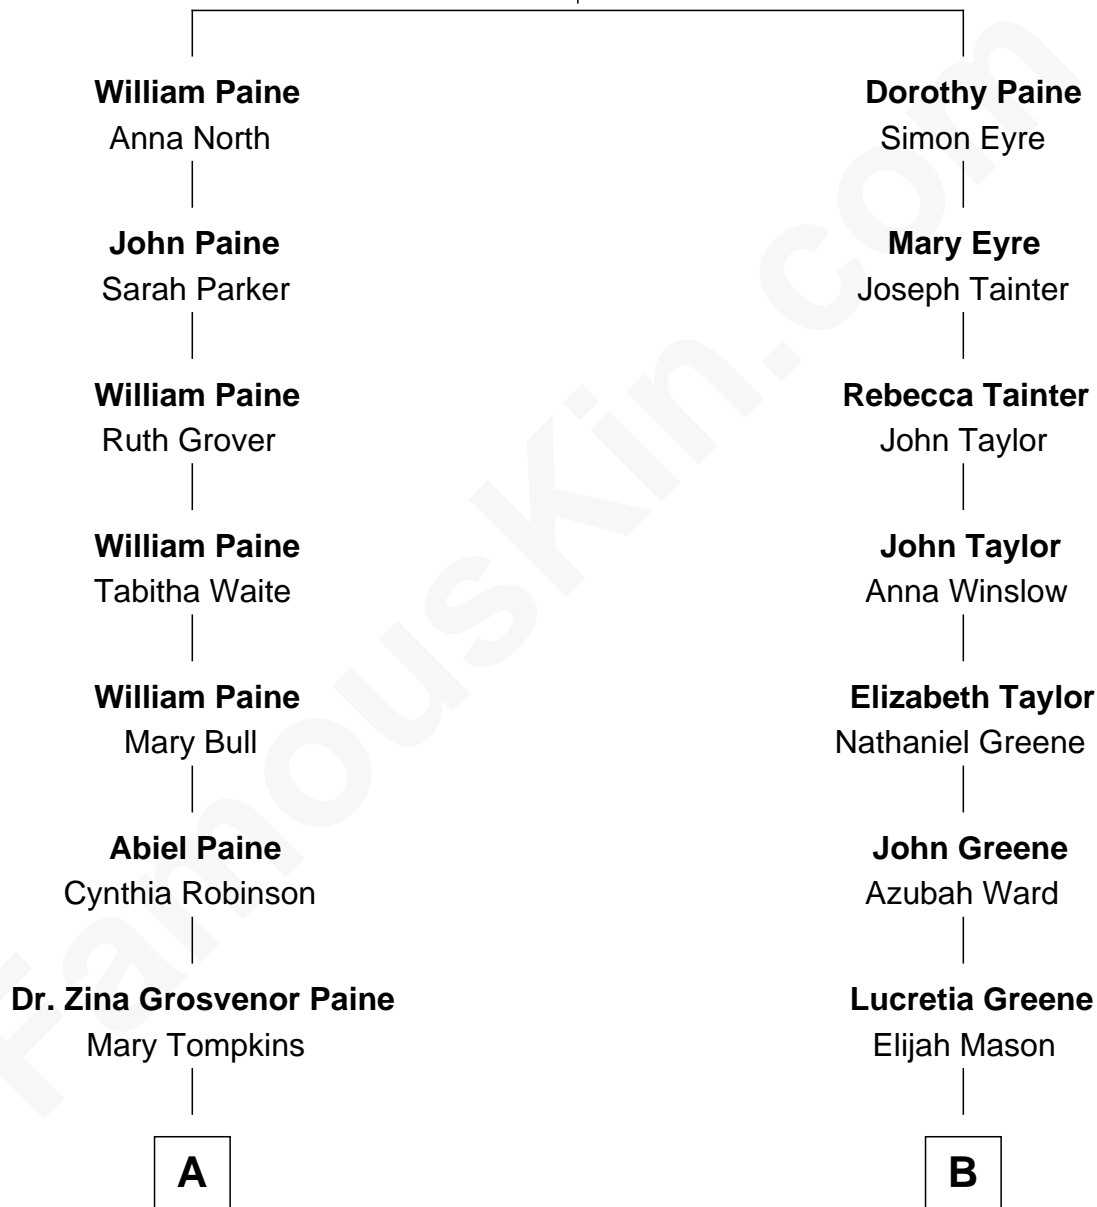 William Paine
Anna North
Dorothy Paine
Simon Eyre
John Paine
Sarah Parker
Mary Eyre
Joseph Tainter
William Paine
Ruth Grover
Rebecca Tainter
John Taylor
William Paine
Tabitha Waite
John Taylor
Anna Winslow
William Paine
Mary Bull
Elizabeth Taylor
Nathaniel Greene
Abiel Paine
Cynthia Robinson
John Greene
Azubah Ward
Dr. Zina Grosvenor Paine
Mary Tompkins
Lucretia Greene
Elijah Mason
A
B
FamousKin.com